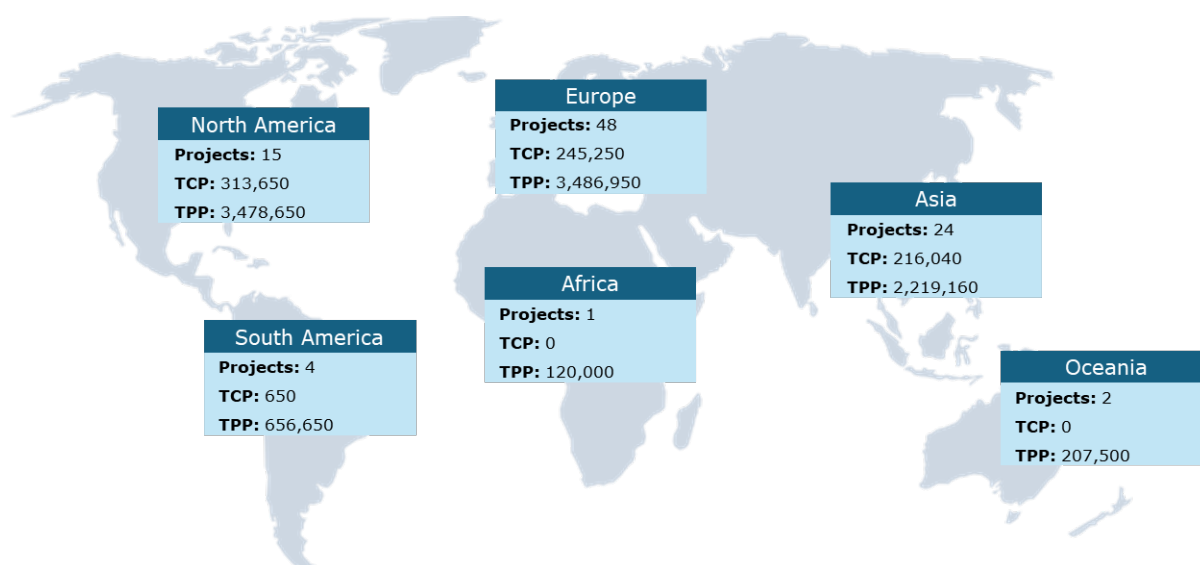 North America
Projects: 15
TCP: 313,650
TPP: 3,478,650
Europe
Projects: 48
TCP: 245,250
TPP: 3,486,950
Asia
Projects: 24
TCP: 216,040
TPP: 2,219,160
Africa
Projects: 1
TCP: 0
TPP: 120,000
South America
Projects: 4
TCP: 650
TPP: 656,650
Oceania
Projects: 2
TCP: 0
TPP: 207,500